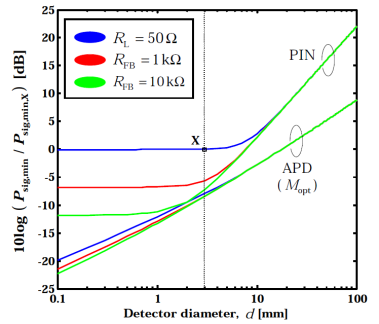 25
20
15
10
5
0
-5
-10
-15
-20
-25
0.1
1
10
100
10log ( P_sig,min / P_sig,min,X ) [dB]
Detector diameter, d [mm]
R_L = 50 Ω
R_FB = 1 kΩ
R_FB = 10 kΩ
X
PIN
APD
( M_opt )